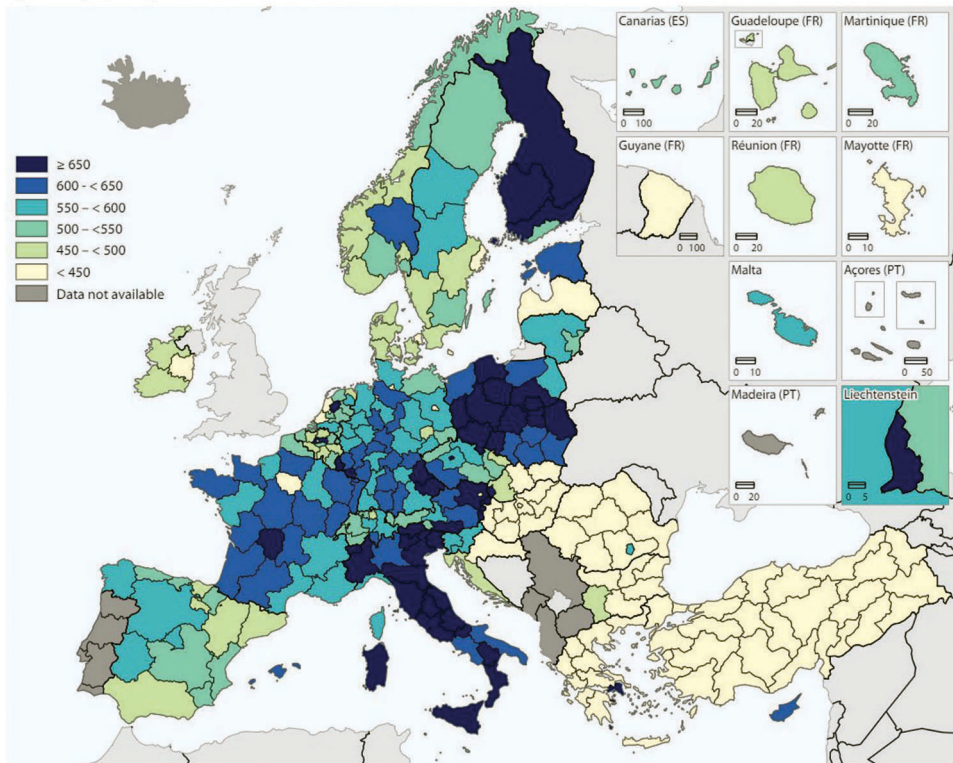 ≥ 650
600 - < 650
550 – < 600
500 – <550
450 – < 500
< 450
Data not available
Canarias (ES)
0 100
Guadeloupe (FR)
0 20
Martinique (FR)
0 20
Guyane (FR)
0 100
Réunion (FR)
0 20
Mayotte (FR)
0 10
Malta
0 10
Açores (PT)
0 50
Madeira (PT)
0 20
Liechtenstein
0 5